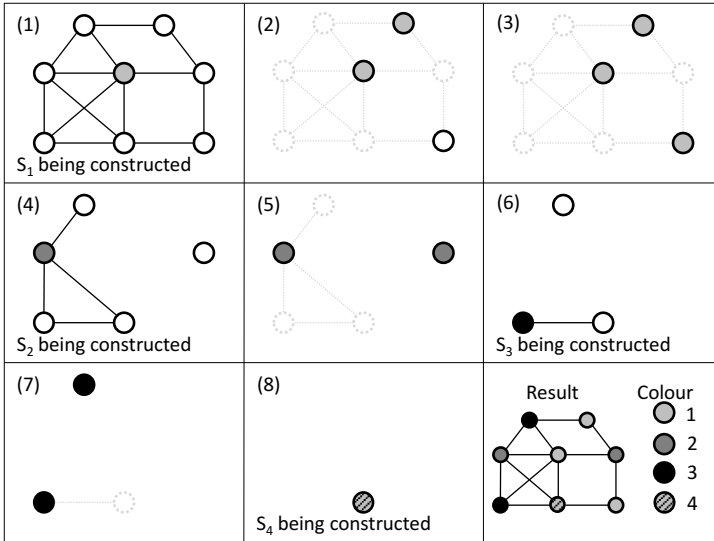 (1)
S₁ being constructed
(2)
(3)
(4)
S₂ being constructed
(5)
(6)
S₃ being constructed
(7)
(8)
S₄ being constructed
Result
Colour
1
2
3
4